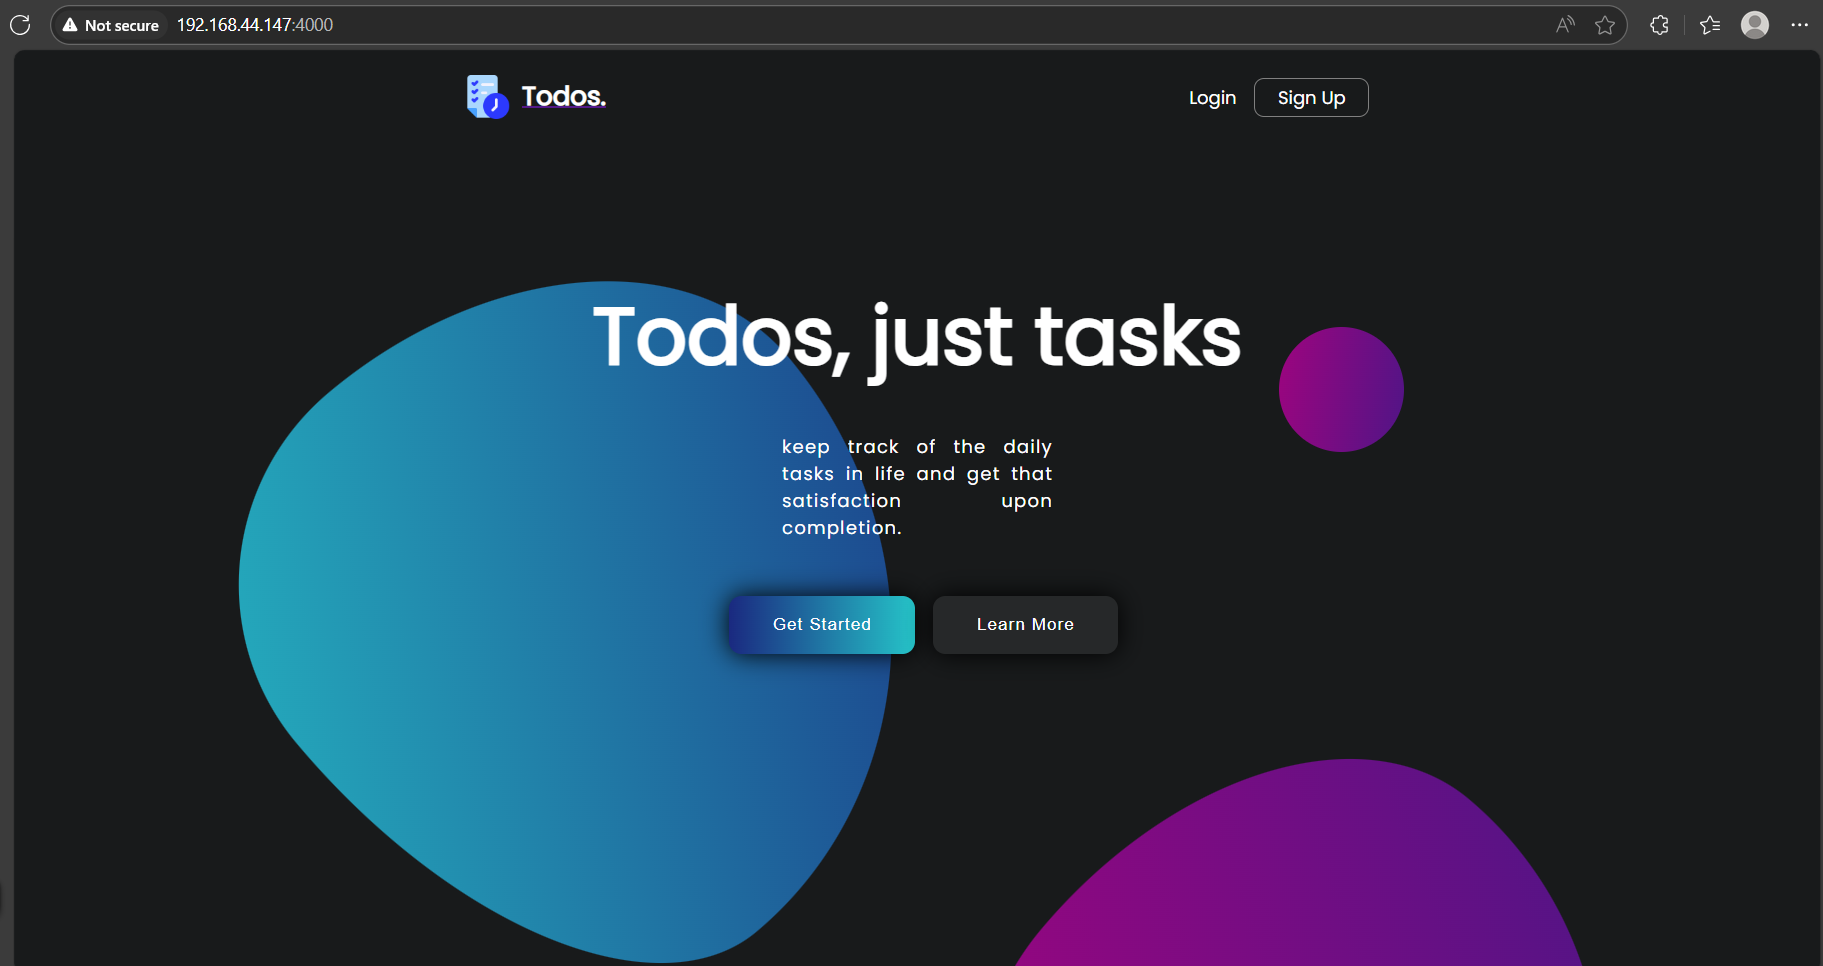 Not secure 192.168.44.147:4000
Todos.
Login
Sign Up
Todos, just tasks
keep track of the daily
tasks in life and get that
satisfaction upon
completion.
Get Started
Learn More